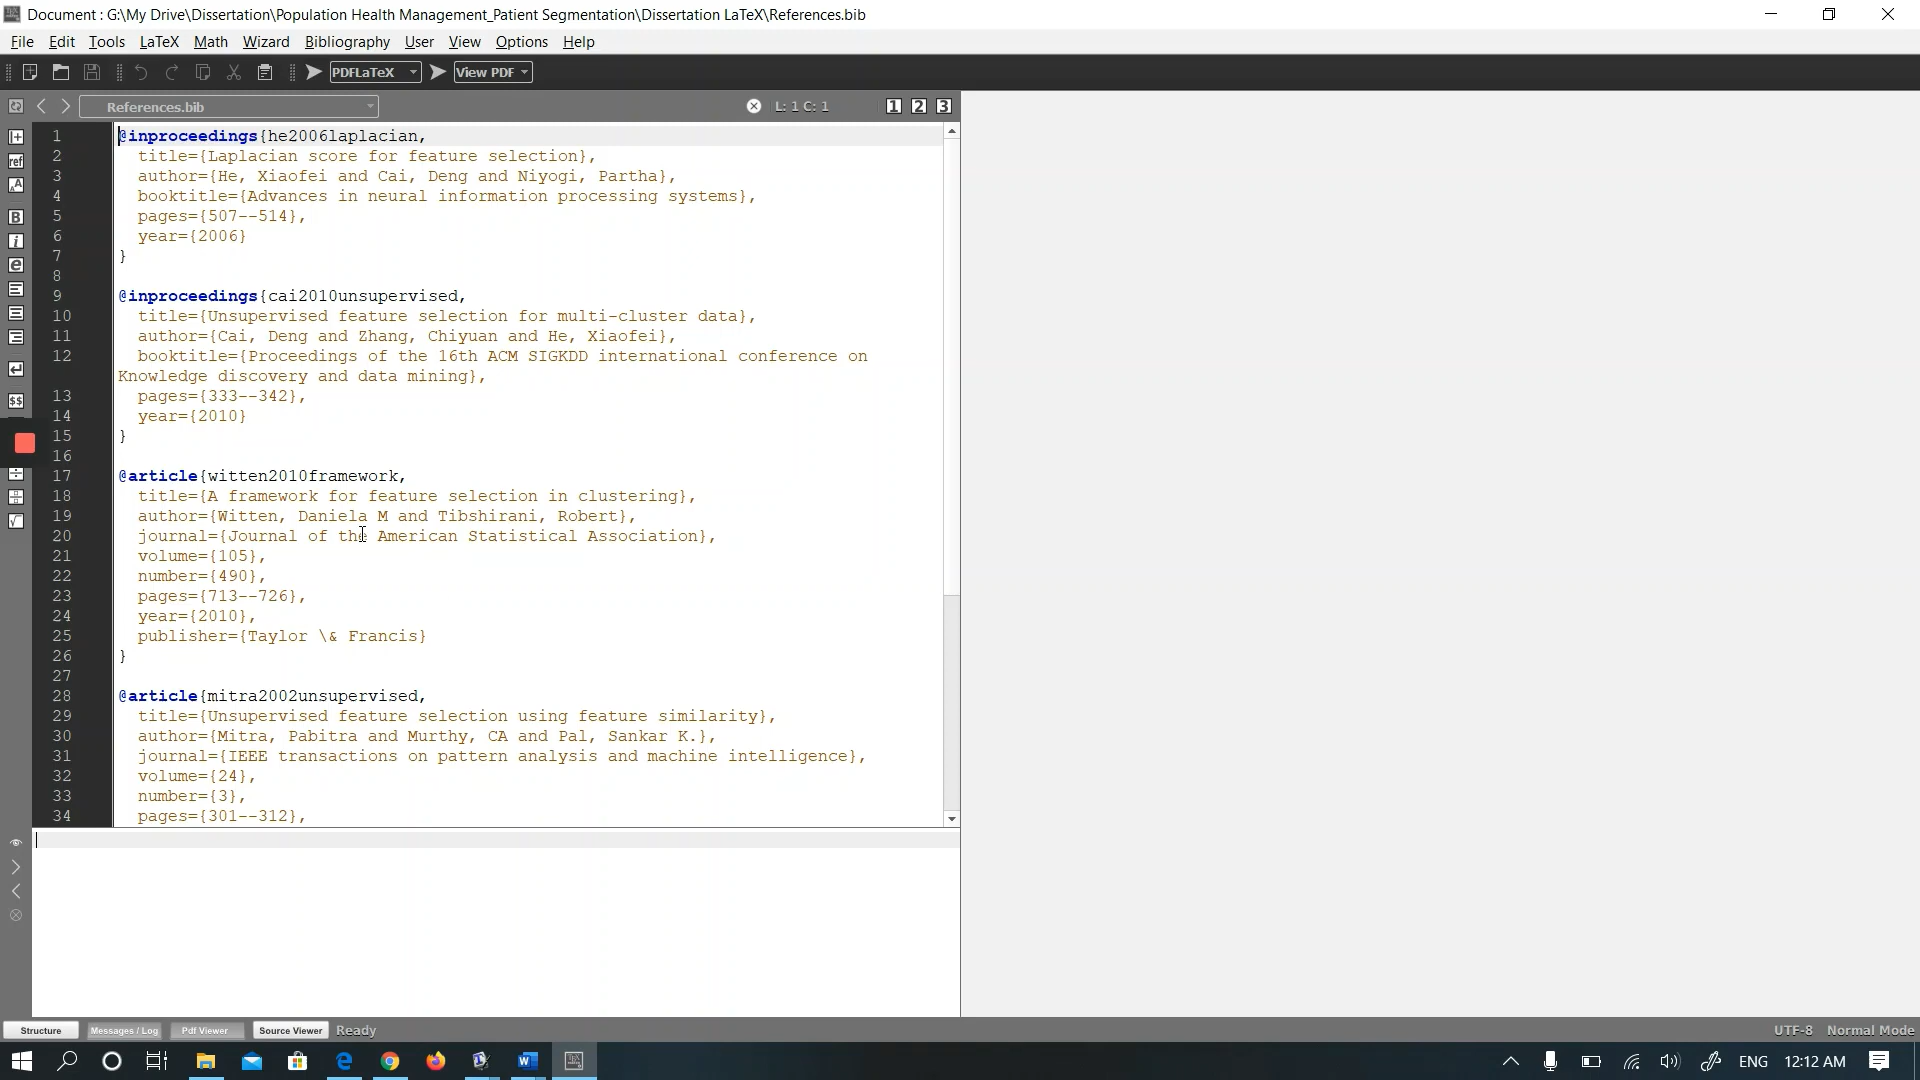 Document : G:\My Drive\Dissertation\Population Health Management_Patient Segmentation\Dissertation LaTeX\References.bib
File Edit Tools LaTeX Math Wizard Bibliography User View Options Help
PDFLaTeX View PDF
References.bib L: 1 C: 1 1 2 3
1 @inproceedings{he2006laplacian,
2 title={Laplacian score for feature selection},
3 author={He, Xiaofei and Cai, Deng and Niyogi, Partha},
4 booktitle={Advances in neural information processing systems},
5 pages={507--514},
6 year={2006}
7 }
8
9 @inproceedings{cai2010unsupervised,
10 title={Unsupervised feature selection for multi-cluster data},
11 author={Cai, Deng and Zhang, Chiyuan and He, Xiaofei},
12 booktitle={Proceedings of the 16th ACM SIGKDD international conference on
Knowledge discovery and data mining},
13 pages={333--342},
14 year={2010}
15 }
16
17 @article{witten2010framework,
18 title={A framework for feature selection in clustering},
19 author={Witten, Daniela M and Tibshirani, Robert},
20 journal={Journal of the American Statistical Association},
21 volume={105},
22 number={490},
23 pages={713--726},
24 year={2010},
25 publisher={Taylor \& Francis}
26 }
27
28 @article{mitra2002unsupervised,
29 title={Unsupervised feature selection using feature similarity},
30 author={Mitra, Pabitra and Murthy, CA and Pal, Sankar K.},
31 journal={IEEE transactions on pattern analysis and machine intelligence},
32 volume={24},
33 number={3},
34 pages={301--312},
Structure Messages / Log Pdf Viewer Source Viewer Ready UTF-8 Normal Mode
ENG 12:12 AM